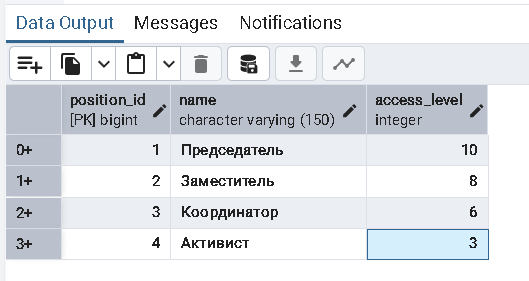 Data Output Messages Notifications
position_id name access_level
[PK] bigint character varying (150) integer
0+ 1 Председатель 10
1+ 2 Заместитель 8
2+ 3 Координатор 6
3+ 4 Активист 3